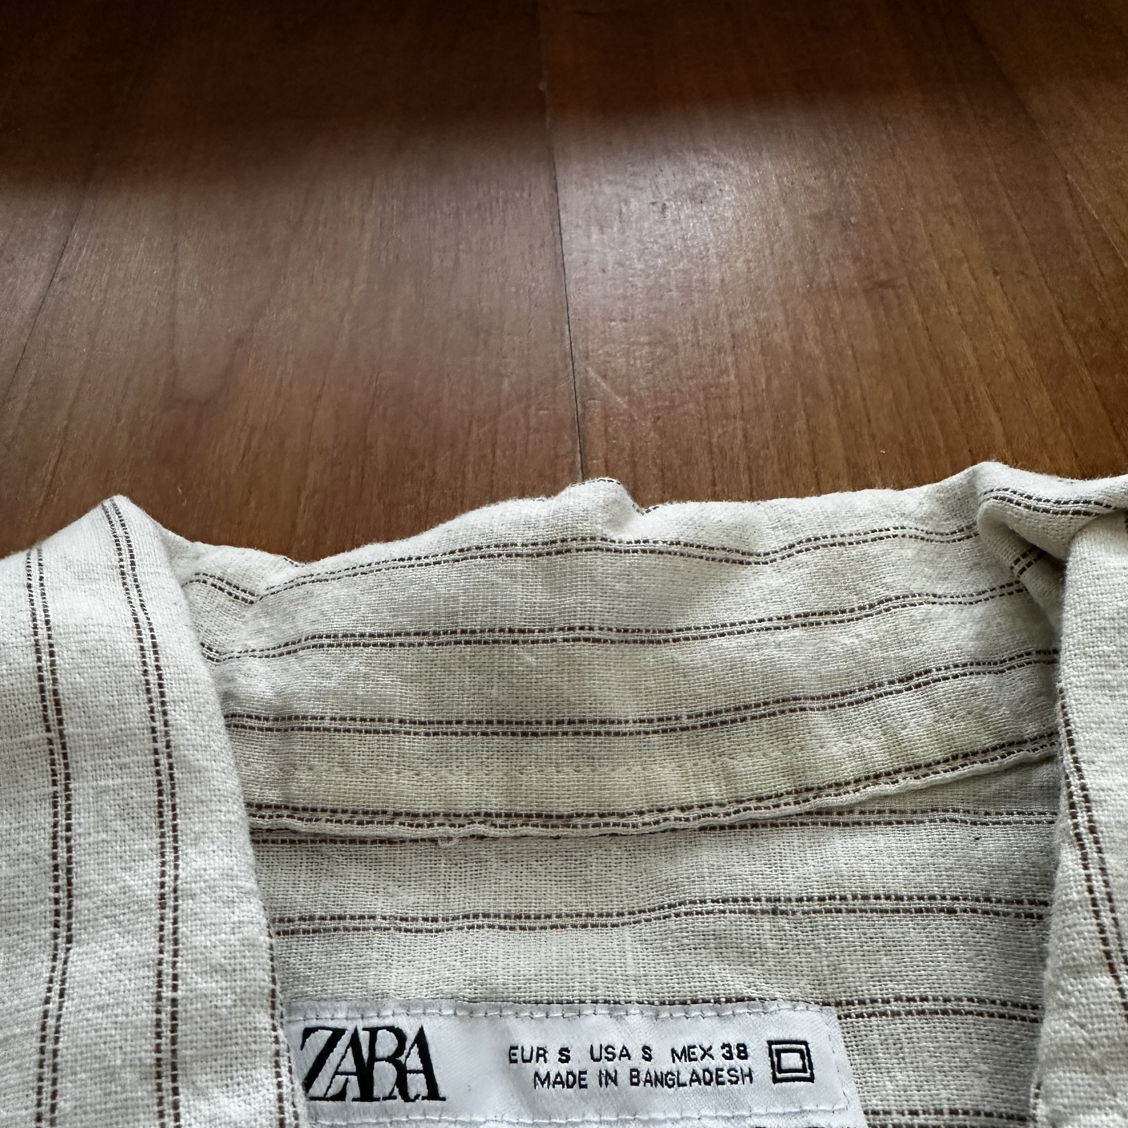 ZARA
EUR S USA S MEX 38
MADE IN BANGLADESH